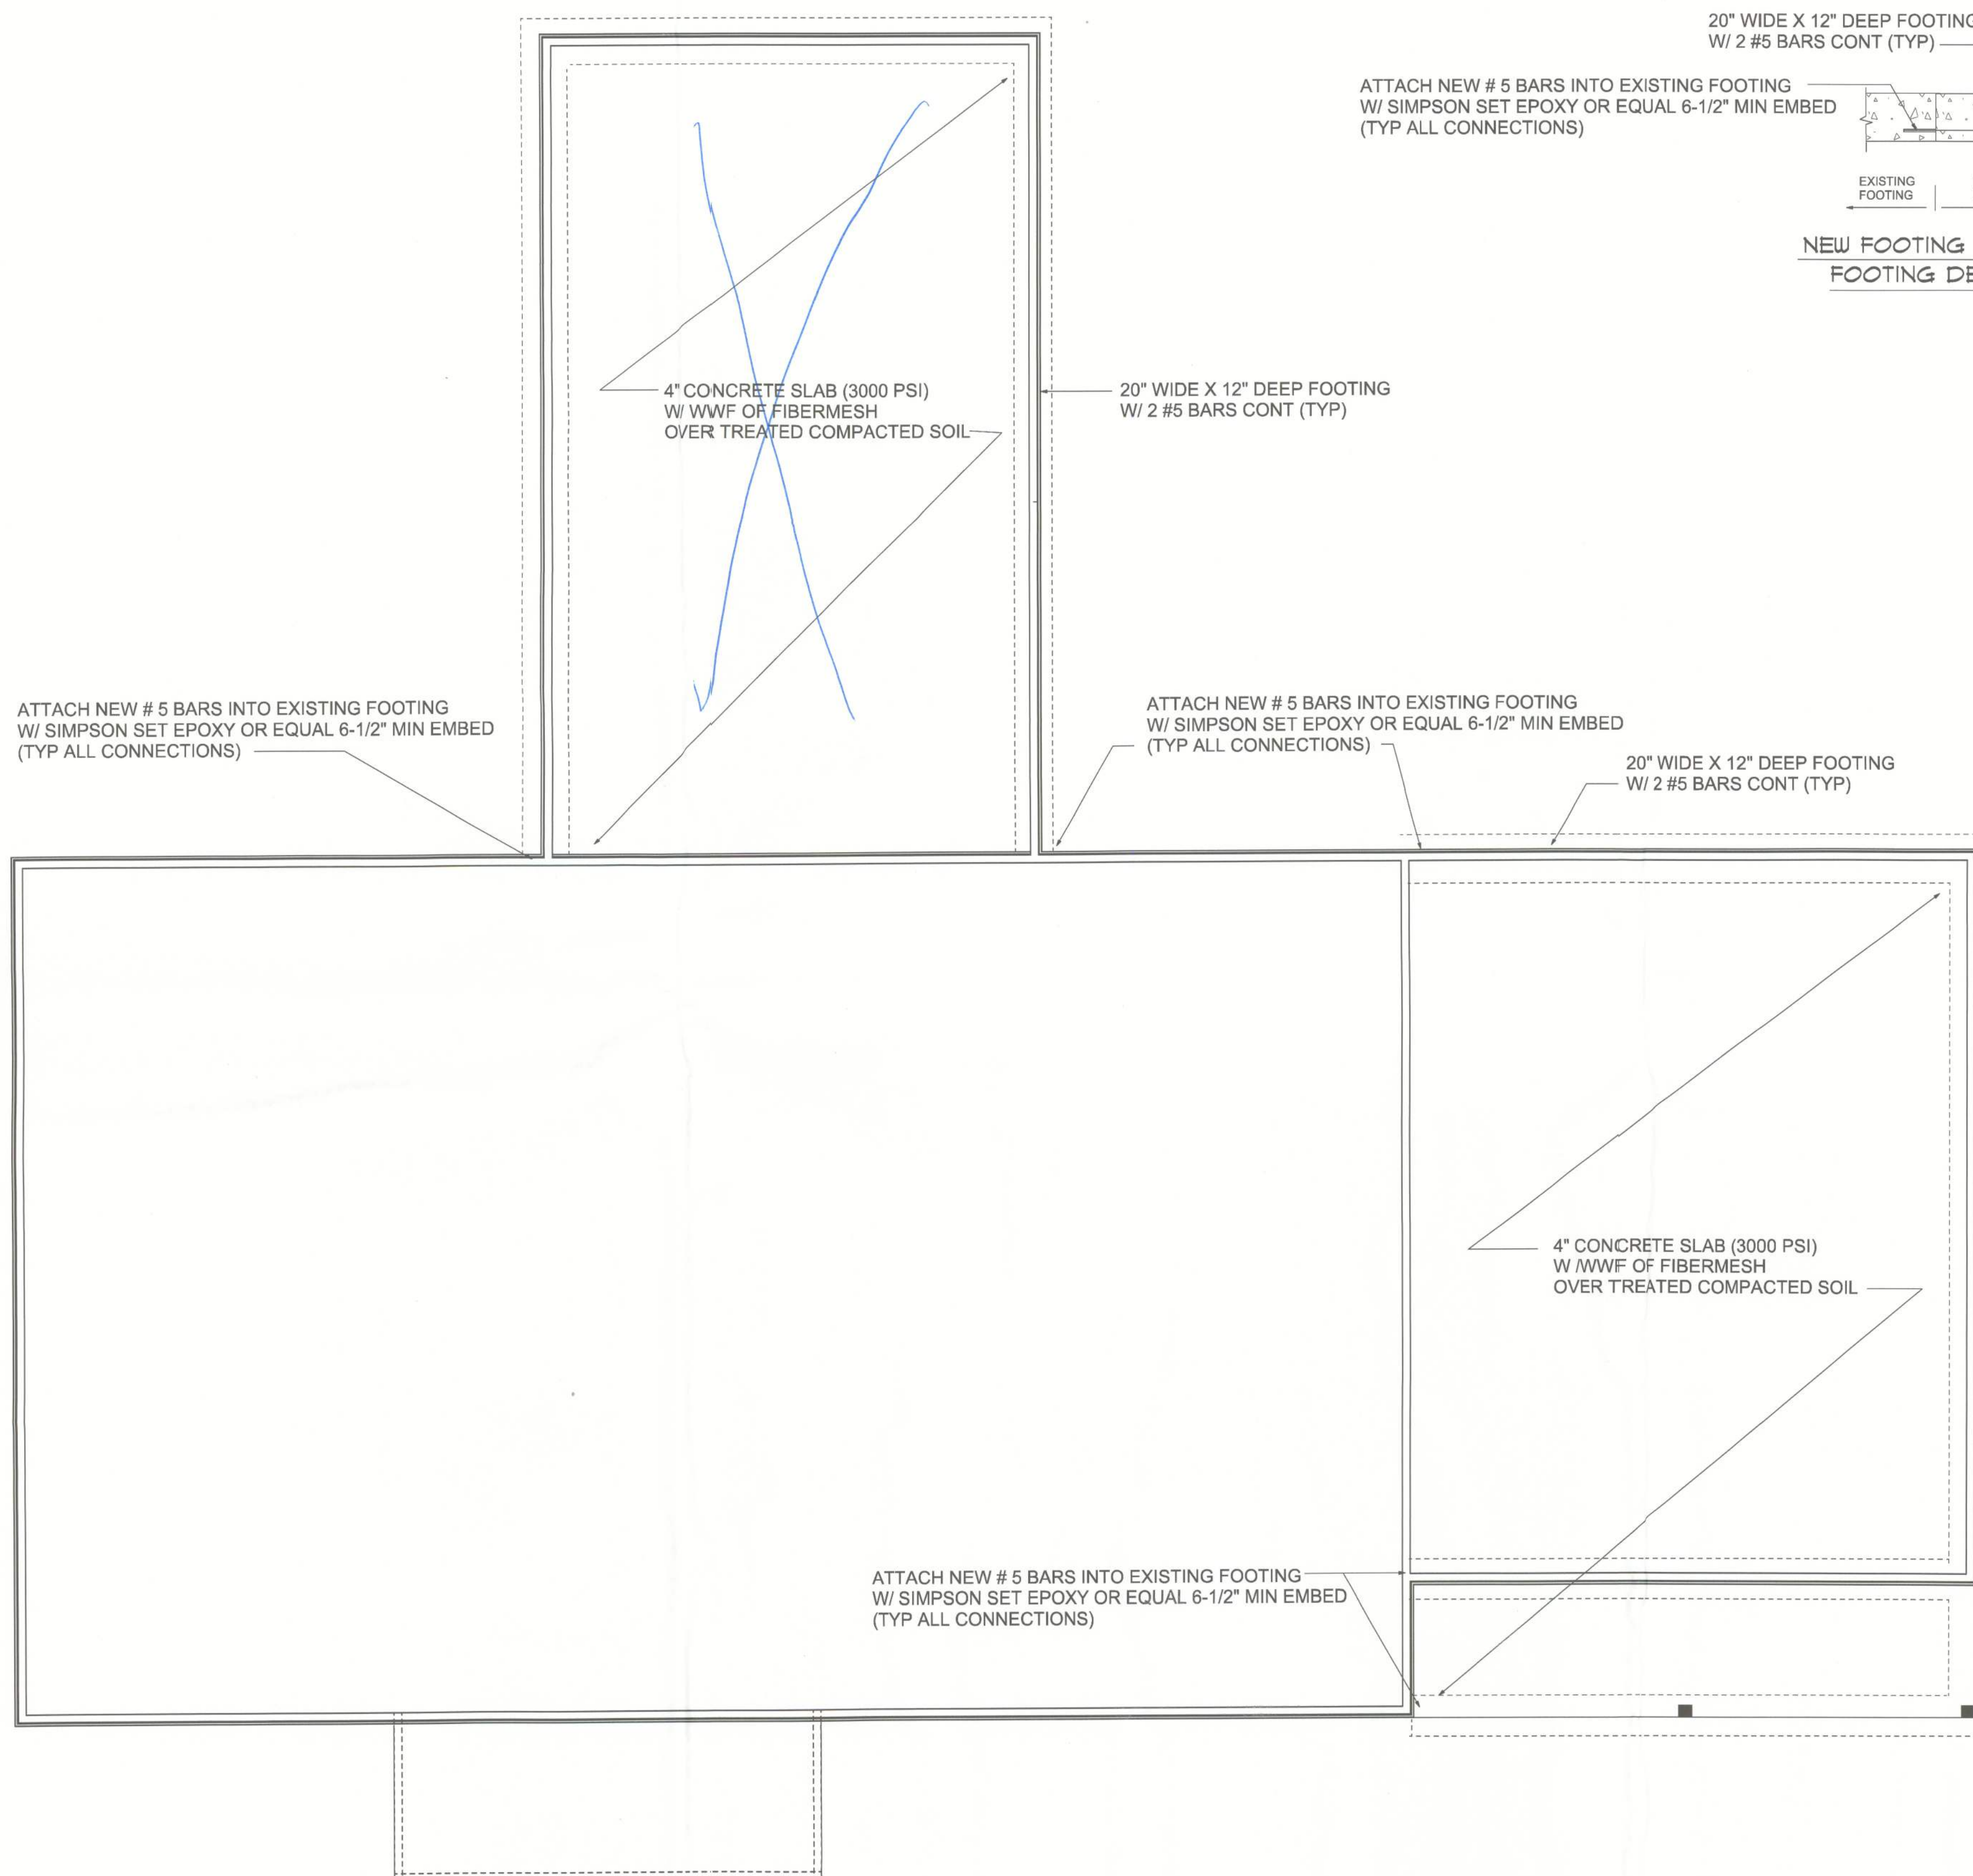 20" WIDE X 12" DEEP FOOTING
W/ 2 #5 BARS CONT (TYP)
ATTACH NEW # 5 BARS INTO EXISTING FOOTING
W/ SIMPSON SET EPOXY OR EQUAL 6-1/2" MIN EMBED
(TYP ALL CONNECTIONS)
EXISTING
FOOTING
NEW FOOTING
FOOTING DE
4" CONCRETE SLAB (3000 PSI)
W/ WWF OF FIBERMESH
OVER TREATED COMPACTED SOIL
20" WIDE X 12" DEEP FOOTING
W/ 2 #5 BARS CONT (TYP)
ATTACH NEW # 5 BARS INTO EXISTING FOOTING
W/ SIMPSON SET EPOXY OR EQUAL 6-1/2" MIN EMBED
(TYP ALL CONNECTIONS)
ATTACH NEW # 5 BARS INTO EXISTING FOOTING
W/ SIMPSON SET EPOXY OR EQUAL 6-1/2" MIN EMBED
(TYP ALL CONNECTIONS)
20" WIDE X 12" DEEP FOOTING
W/ 2 #5 BARS CONT (TYP)
4" CONCRETE SLAB (3000 PSI)
W/ WWF OF FIBERMESH
OVER TREATED COMPACTED SOIL
ATTACH NEW # 5 BARS INTO EXISTING FOOTING
W/ SIMPSON SET EPOXY OR EQUAL 6-1/2" MIN EMBED
(TYP ALL CONNECTIONS)